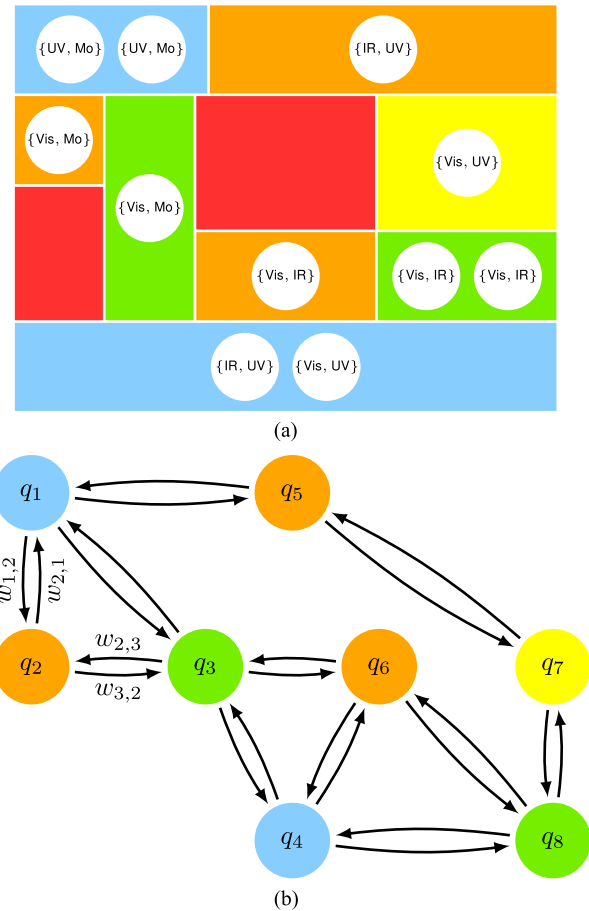 {UV, Mo} {UV, Mo} {IR, UV}
{Vis, Mo}
{Vis, UV}
{Vis, Mo}
{Vis, IR} {Vis, IR} {Vis, IR}
{IR, UV} {Vis, UV}
(a)
q1 q5
w1,2 w2,1
w2,3
q2 q3 q6 q7
w3,2
q4 q8
(b)